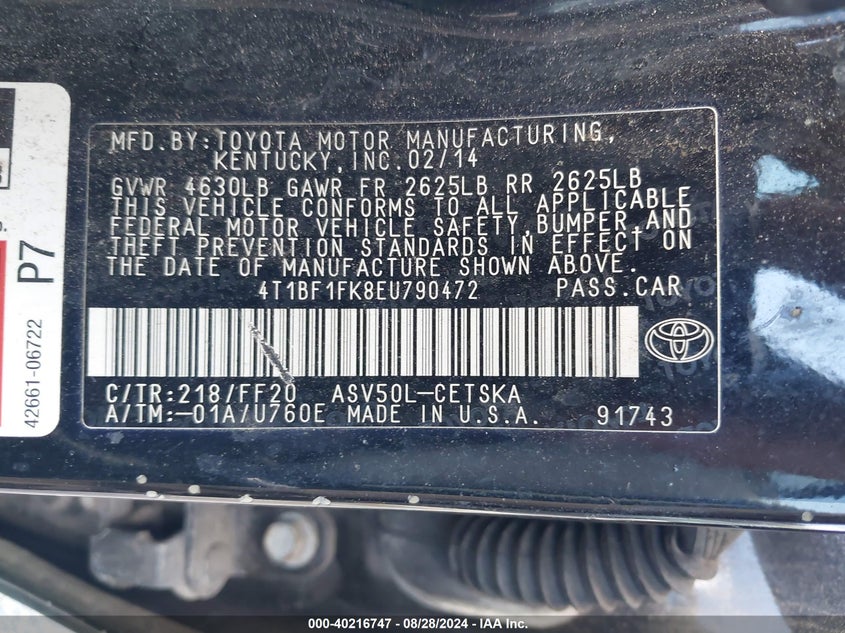 MFD.BY:TOYOTA MOTOR MANUFACTURING,
KENTUCKY,INC.02/14
GVWR 4630LB GAWR FR 2625LB RR 2625LB
THIS VEHICLE CONFORMS TO ALL APPLICABLE
FEDERAL MOTOR VEHICLE SAFETY,BUMPER,AND
THEFT PREVENTION STANDARDS IN EFFECT ON
THE DATE OF MANUFACTURE SHOWN ABOVE.
4T1BF1FK8EU790472 PASS.CAR
C/TR:218/FF20 ASV50L-CETSKA
A/TM:-01A/U760E MADE IN U.S.A. 91743
P7
42661-06722
000-40216747 | 08/28/2024 | IAA Inc.